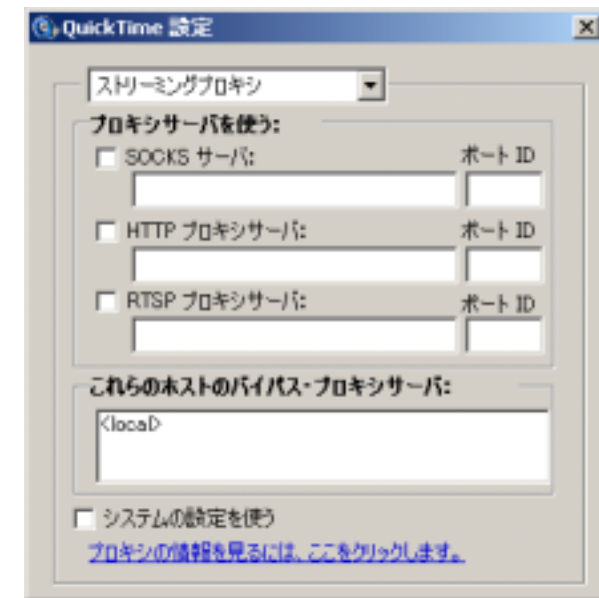 QuickTime 設定
ストリーミングプロキシ
プロキシサーバを使う:
SOCKS サーバ: ポート ID
HTTP プロキシサーバ: ポート ID
RTSP プロキシサーバ: ポート ID
これらのホストのバイパス・プロキシサーバ:
<local>
システムの設定を使う
プロキシの情報を見るには、ここをクリックします。